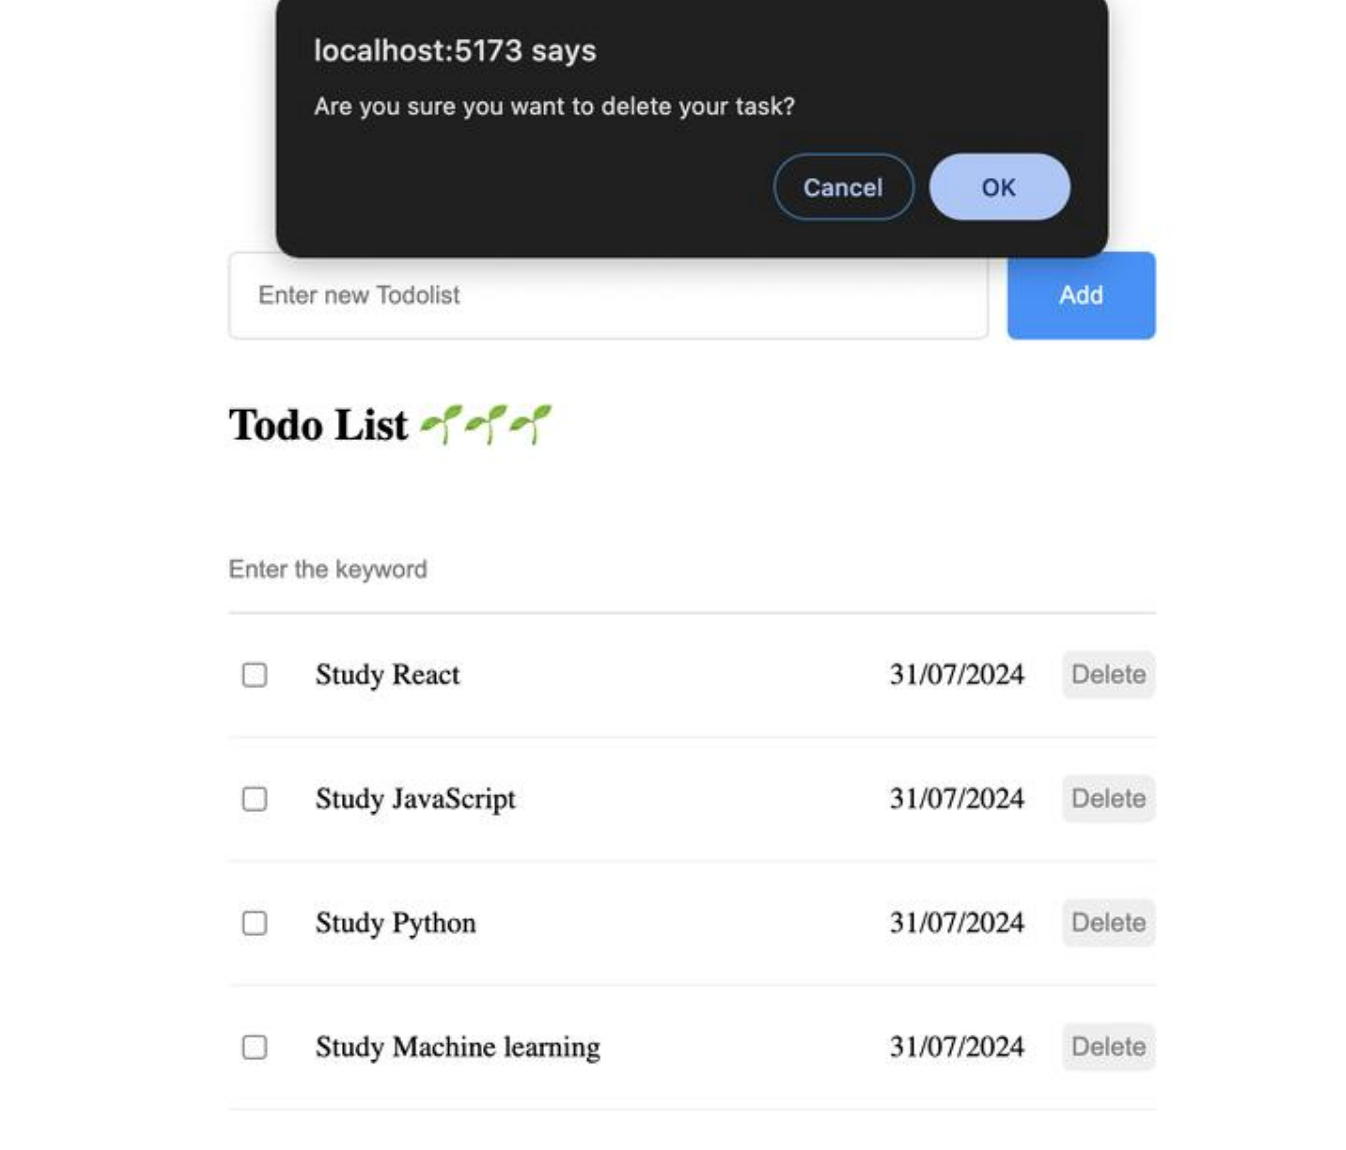 localhost:5173 says
Are you sure you want to delete your task?
Cancel OK
Enter new Todolist Add
Todo List 🌱🌱🌱
Enter the keyword
Study React 31/07/2024 Delete
Study JavaScript 31/07/2024 Delete
Study Python 31/07/2024 Delete
Study Machine learning 31/07/2024 Delete